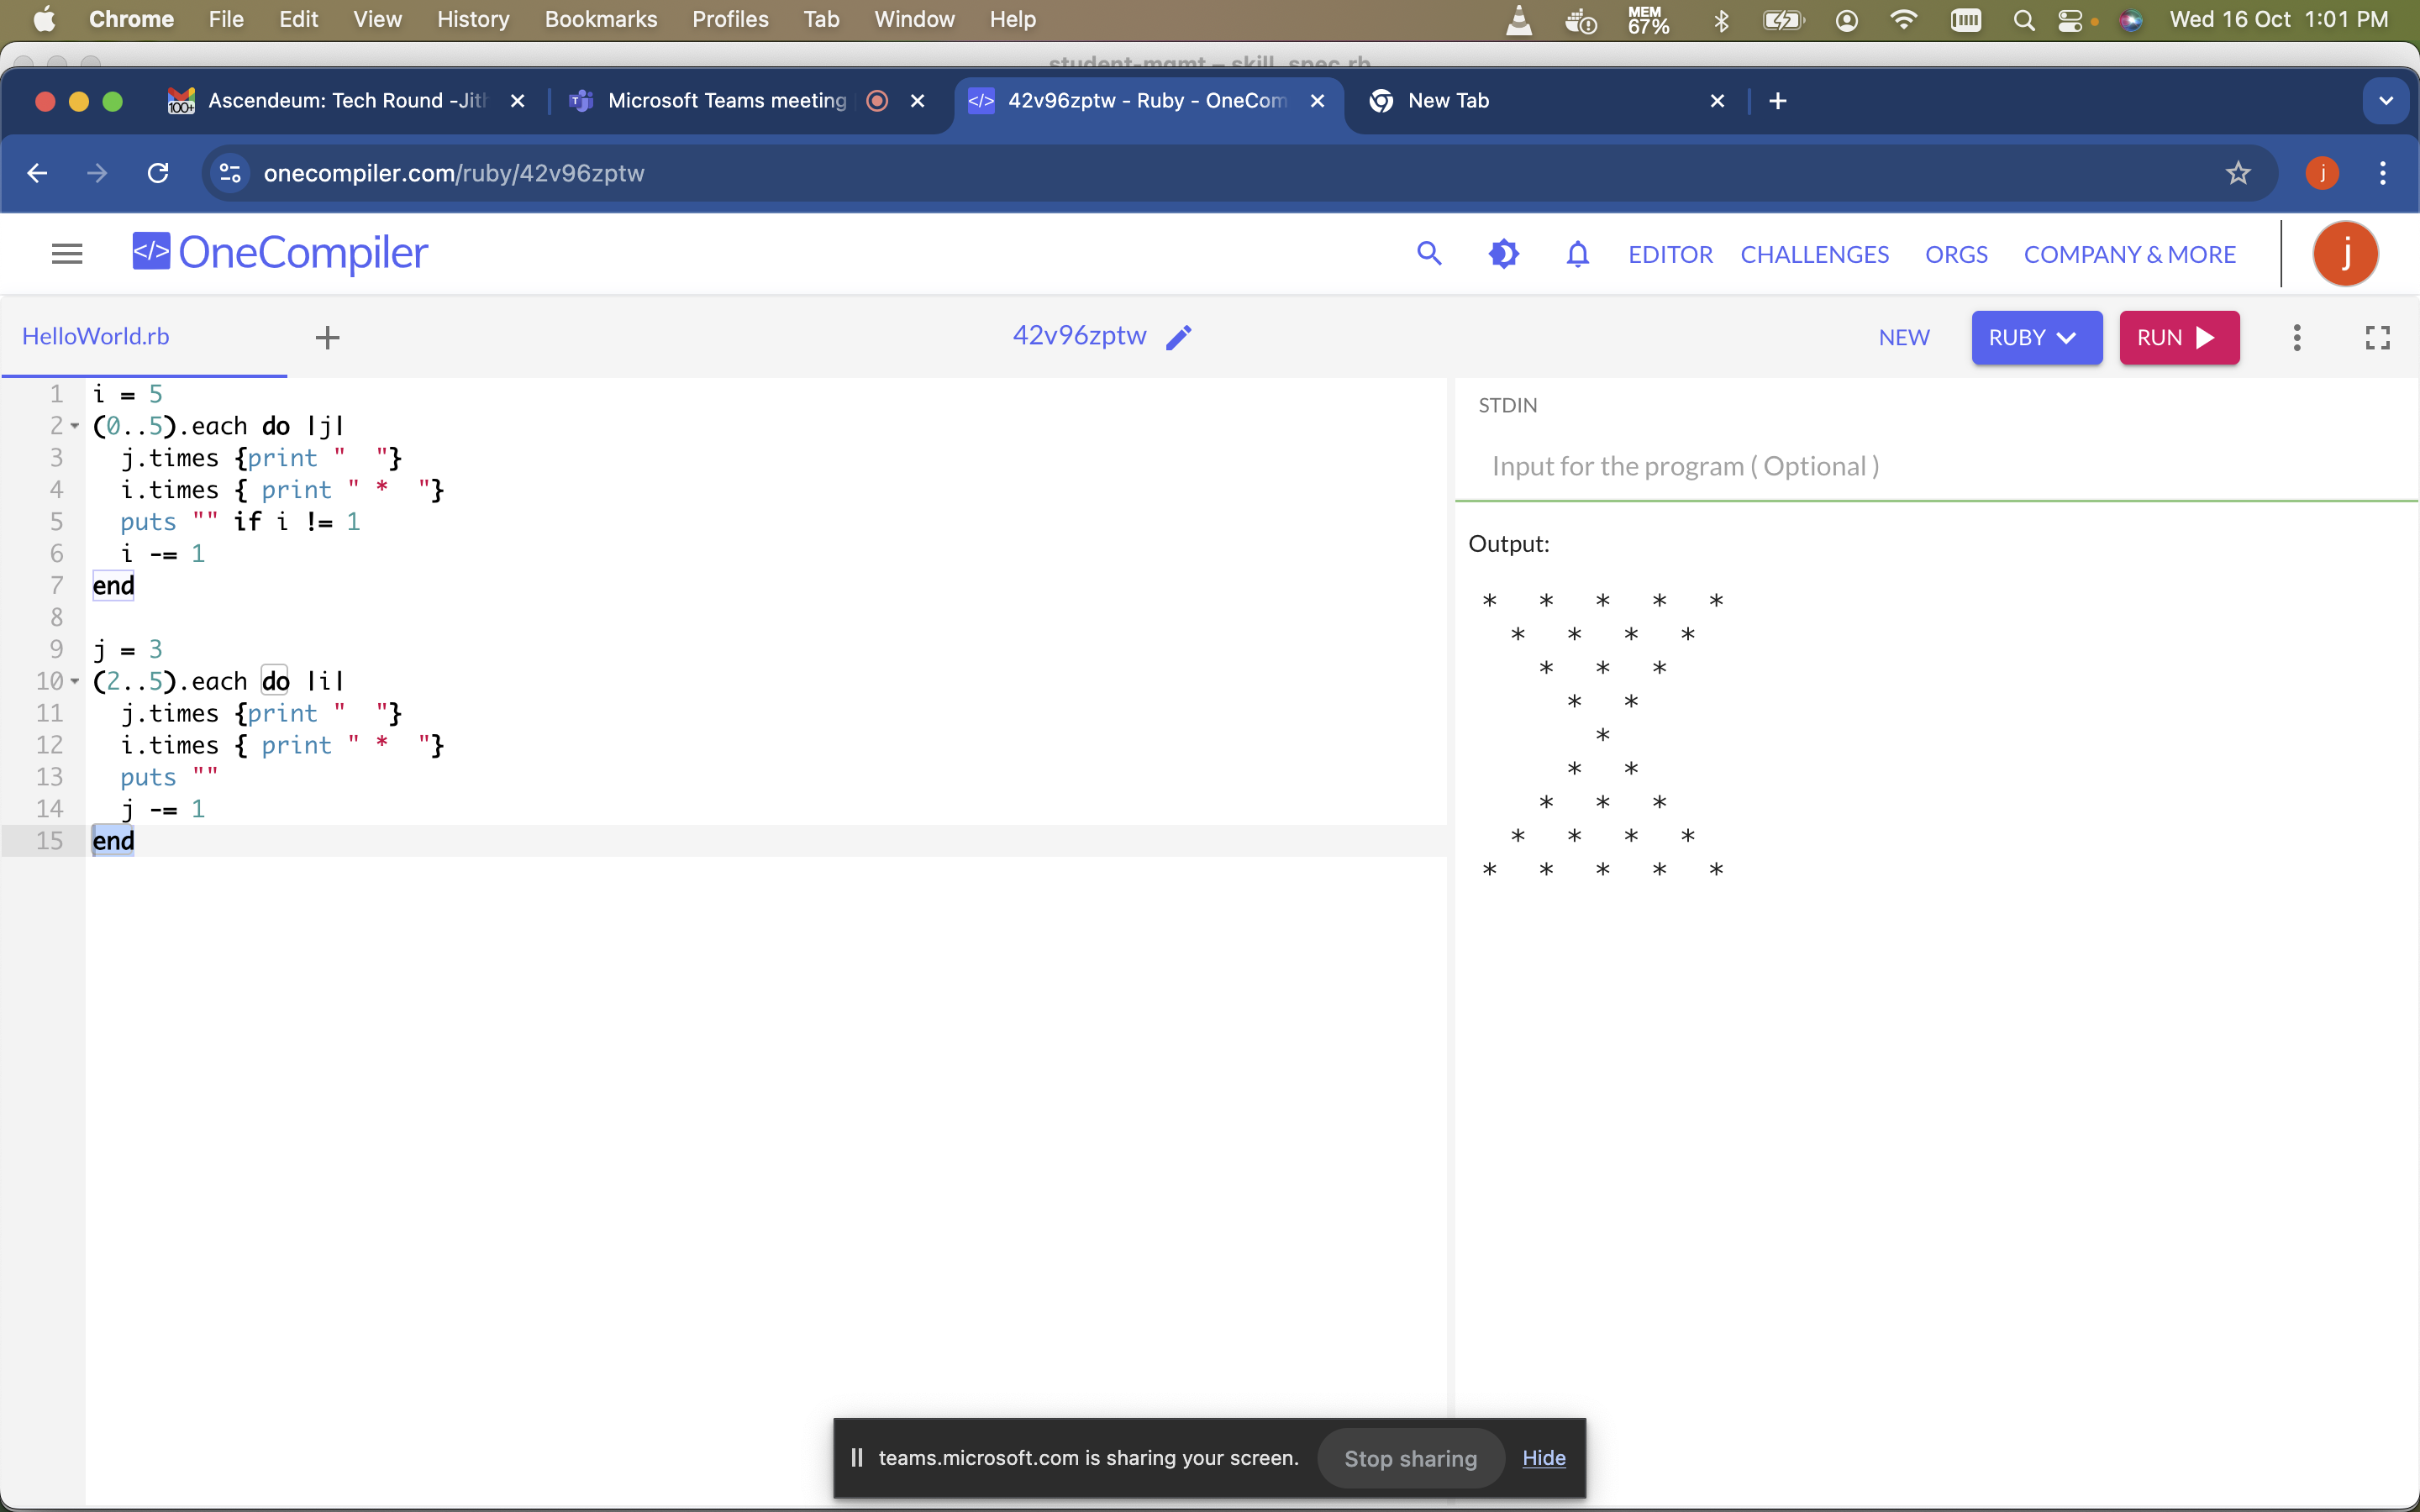 Chrome File Edit View History Bookmarks Profiles Tab Window Help MEM 67% Wed 16 Oct 1:01 PM
student-mgmt – skill_spec.rb
100+ Ascendeum: Tech Round -Jith Microsoft Teams meeting </> 42v96zptw - Ruby - OneCom New Tab
onecompiler.com/ruby/42v96zptw j
</> OneCompiler EDITOR CHALLENGES ORGS COMPANY & MORE j
HelloWorld.rb + 42v96zptw NEW RUBY RUN
1 i = 5
2 (0..5).each do |j|
3 j.times {print "  "}
4 i.times { print " *  "}
5 puts "" if i != 1
6 i -= 1
7 end
8
9 j = 3
10 (2..5).each do |i|
11 j.times {print "  "}
12 i.times { print " *  "}
13 puts ""
14 j -= 1
15 end
STDIN
Input for the program ( Optional )
Output:
 *   *   *   *   *
   *   *   *   *
     *   *   *
       *   *
         *
       *   *
     *   *   *
   *   *   *   *
 *   *   *   *   *
teams.microsoft.com is sharing your screen. Stop sharing Hide